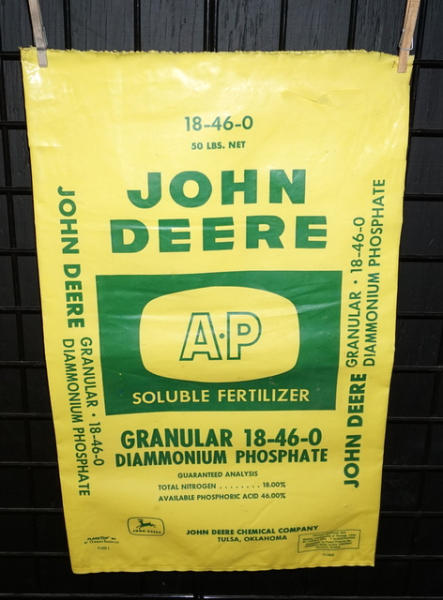 18-46-0
50 LBS. NET
JOHN
DEERE
A·P
SOLUBLE FERTILIZER
GRANULAR 18-46-0
DIAMMONIUM PHOSPHATE
GUARANTEED ANALYSIS
TOTAL NITROGEN ........ 18.00%
AVAILABLE PHOSPHORIC ACID 46.00%
JOHN DEERE
JOHN DEERE CHEMICAL COMPANY
TULSA, OKLAHOMA
JOHN DEERE
GRANULAR · 18-46-0
DIAMMONIUM PHOSPHATE
JOHN DEERE
GRANULAR · 18-46-0
DIAMMONIUM PHOSPHATE